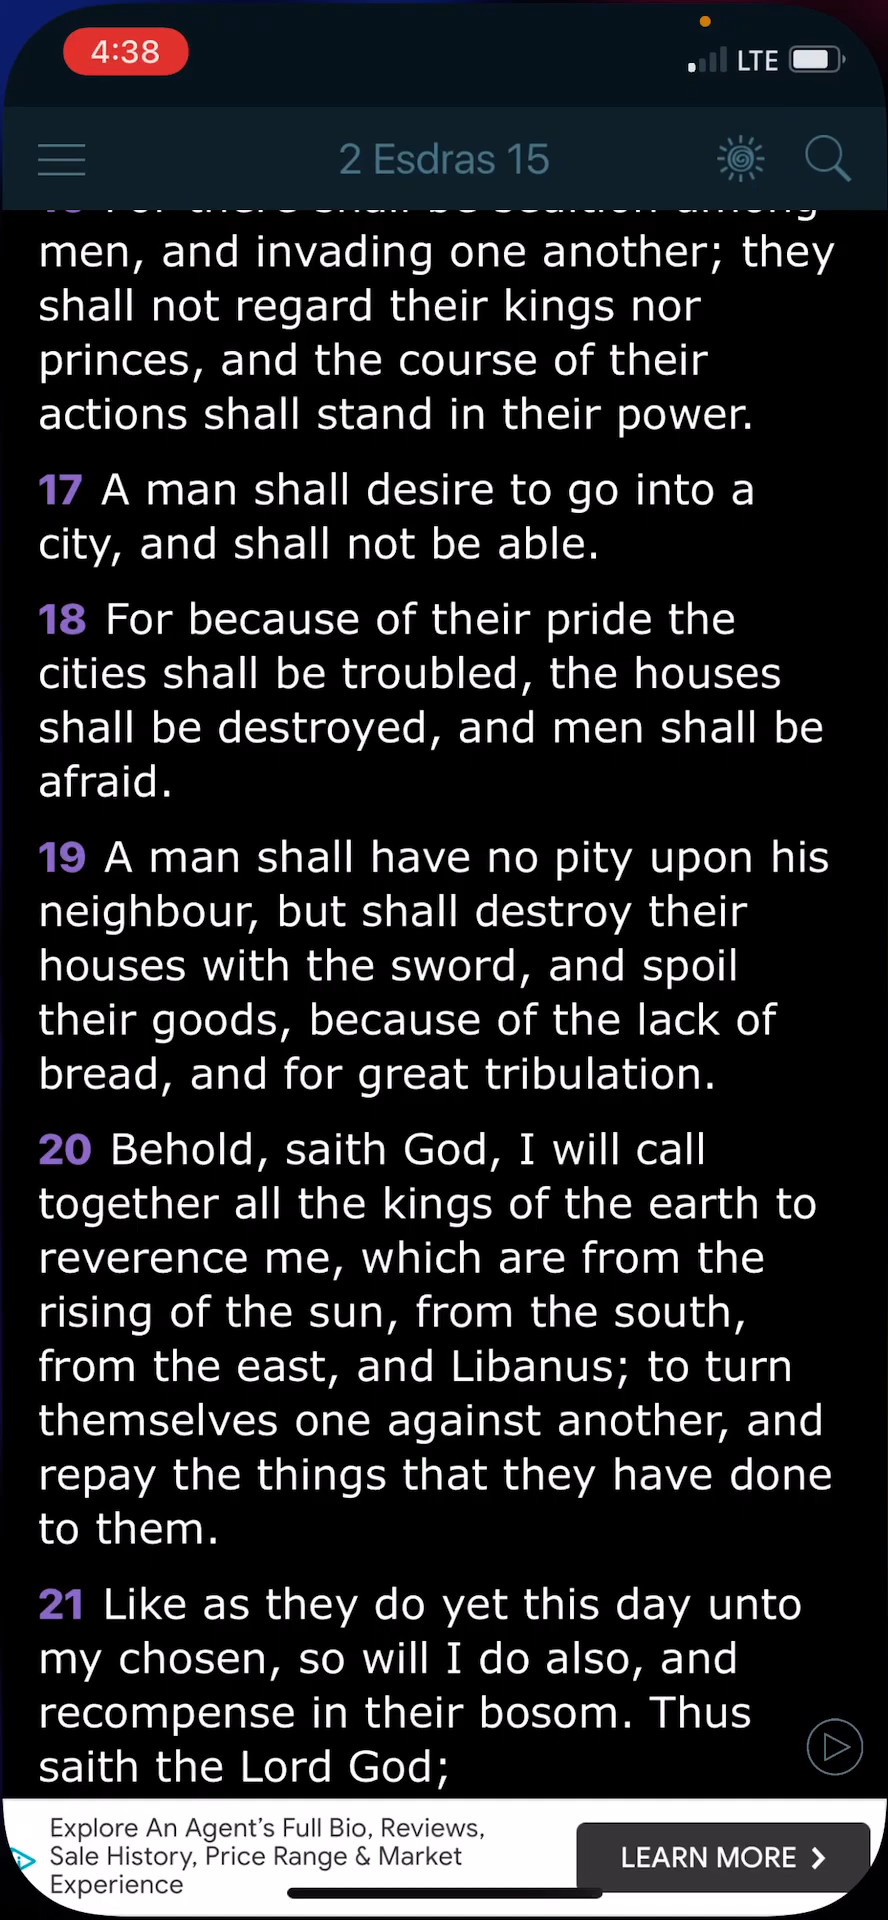 4:38
LTE
2 Esdras 15
For there shall be sedition among
men, and invading one another; they
shall not regard their kings nor
princes, and the course of their
actions shall stand in their power.
17 A man shall desire to go into a
city, and shall not be able.
18 For because of their pride the
cities shall be troubled, the houses
shall be destroyed, and men shall be
afraid.
19 A man shall have no pity upon his
neighbour, but shall destroy their
houses with the sword, and spoil
their goods, because of the lack of
bread, and for great tribulation.
20 Behold, saith God, I will call
together all the kings of the earth to
reverence me, which are from the
rising of the sun, from the south,
from the east, and Libanus; to turn
themselves one against another, and
repay the things that they have done
to them.
21 Like as they do yet this day unto
my chosen, so will I do also, and
recompense in their bosom. Thus
saith the Lord God;
Explore An Agent's Full Bio, Reviews,
Sale History, Price Range & Market
Experience
LEARN MORE